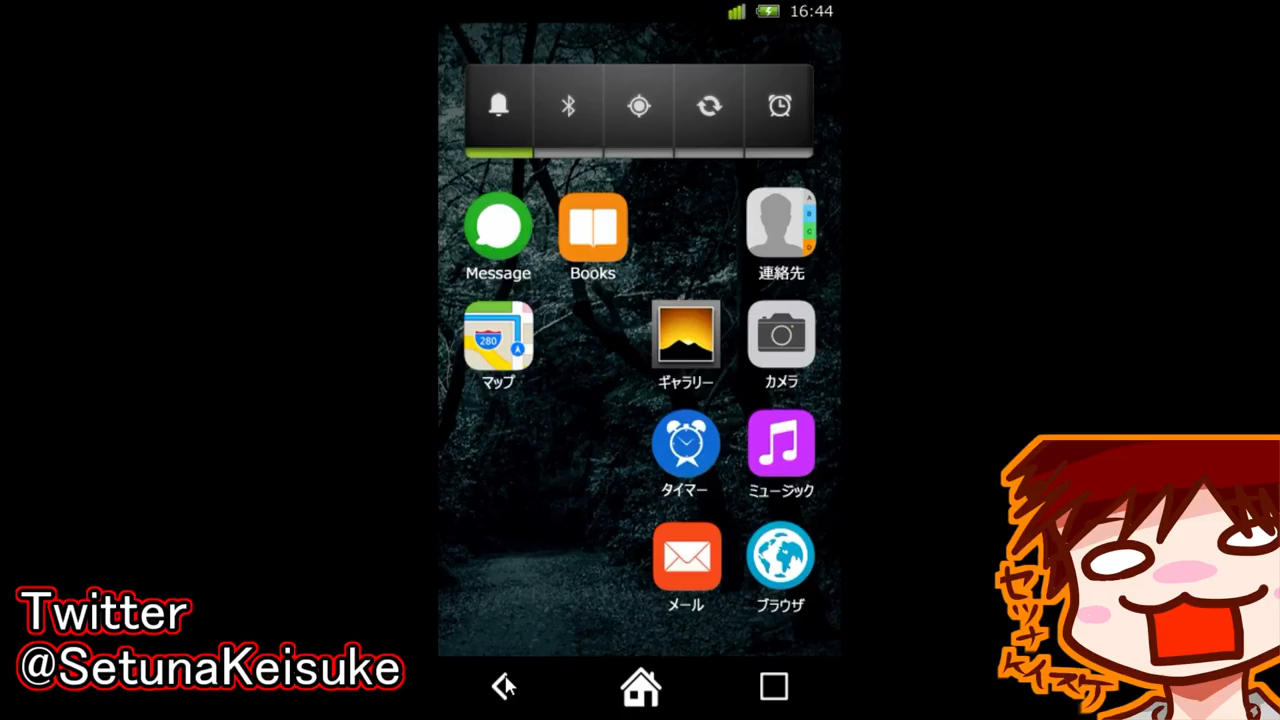 16:44
Message
Books
A
B
C
D
連絡先
280
マップ
ギャラリー
カメラ
タイマー
ミュージック
メール
ブラウザ
Twitter
@SetunaKeisuke
セツナ
ケイスケ